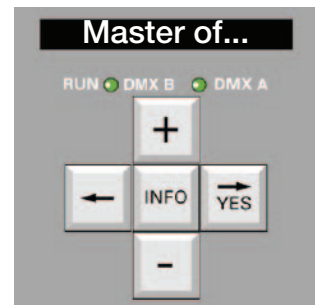 Master of...
RUN DMX B DMX A
+
← INFO → YES
-